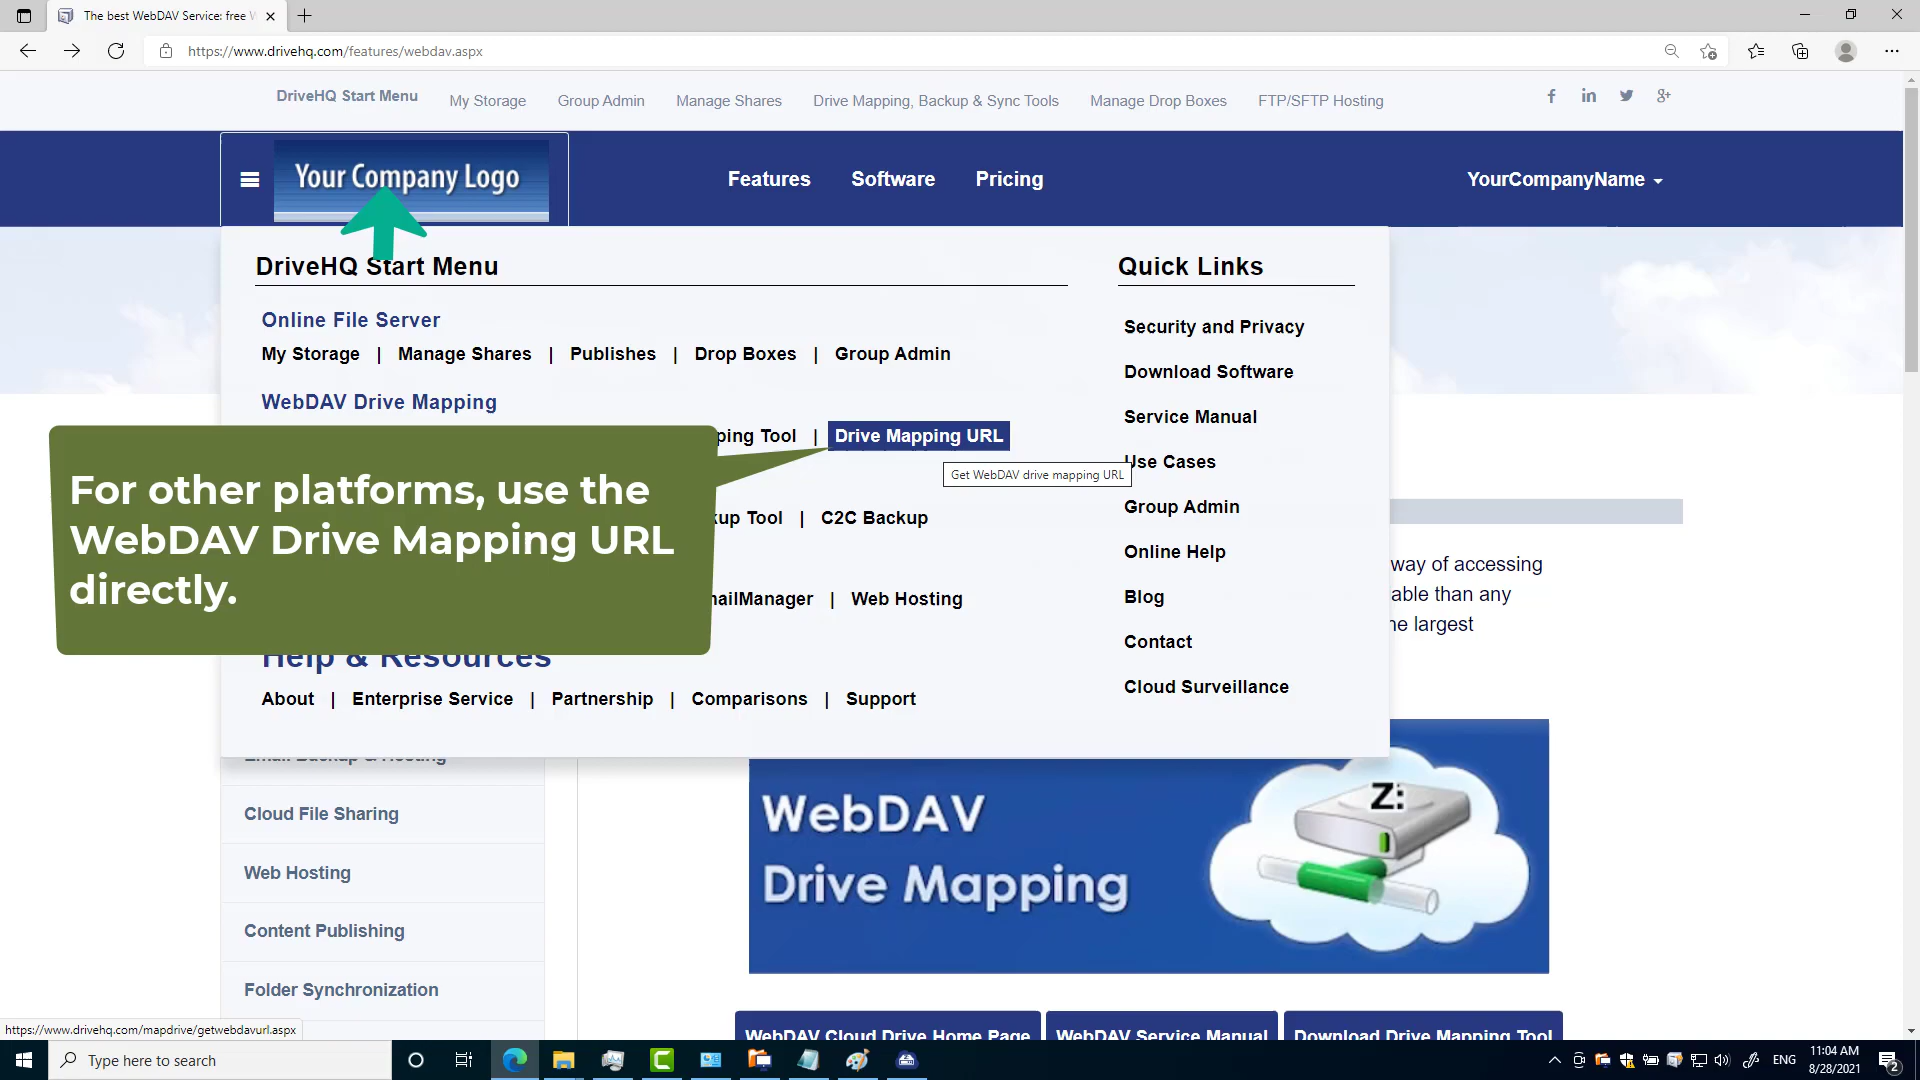 The best WebDAV Service: free
https://www.drivehq.com/features/webdav.aspx
DriveHQ Start Menu My Storage Group Admin Manage Shares Drive Mapping, Backup & Sync Tools Manage Drop Boxes FTP/SFTP Hosting
Your Company Logo
Features Software Pricing
YourCompanyName
DriveHQ Start Menu
Online File Server
My Storage | Manage Shares | Publishes | Drop Boxes | Group Admin
WebDAV Drive Mapping
ping Tool | Drive Mapping URL
Get WebDAV drive mapping URL
For other platforms, use the
WebDAV Drive Mapping URL
directly.
up Tool | C2C Backup
mailManager | Web Hosting
Help & Resources
About | Enterprise Service | Partnership | Comparisons | Support
Quick Links
Security and Privacy
Download Software
Service Manual
Use Cases
Group Admin
Online Help
Blog
Contact
Cloud Surveillance
way of accessing
able than any
he largest
Email Backup & Hosting
Cloud File Sharing
Web Hosting
Content Publishing
Folder Synchronization
WebDAV
Drive Mapping
Z:
WebDAV Cloud Drive Home Page WebDAV Service Manual Download Drive Mapping Tool
https://www.drivehq.com/mapdrive/getwebdavurl.aspx
Type here to search
ENG
11:04 AM
8/28/2021
2